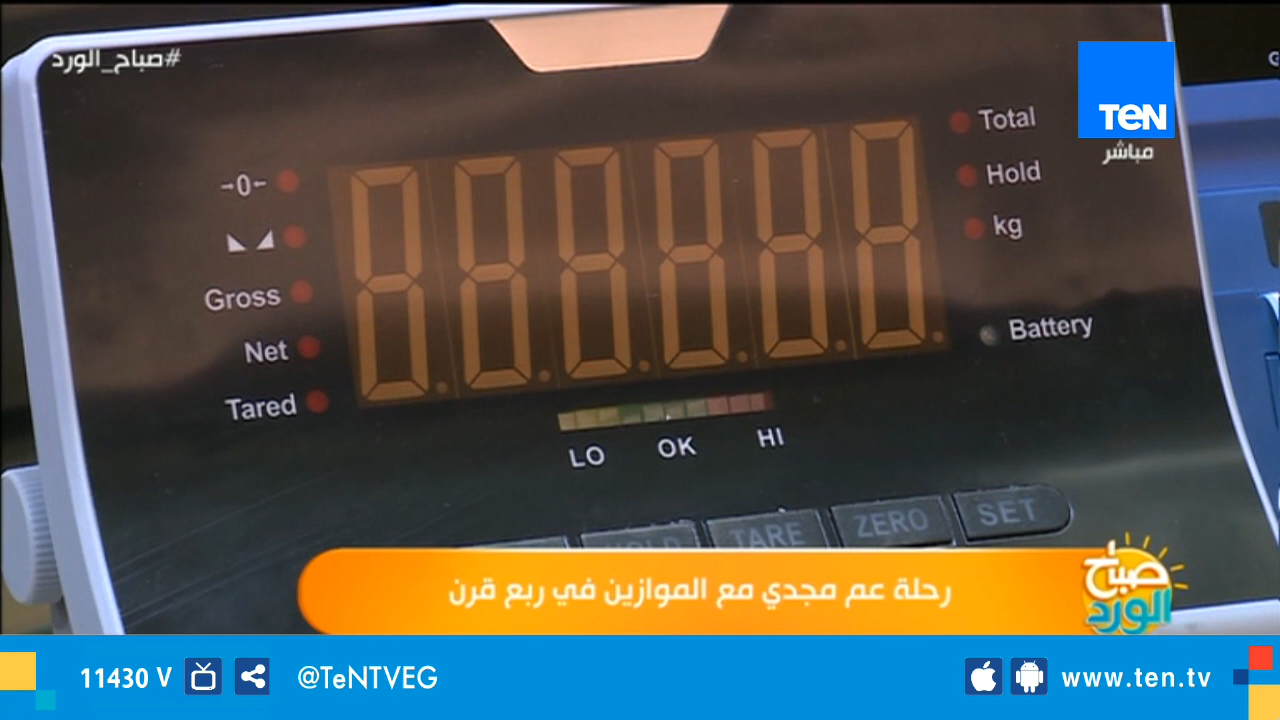 #صباح_الورد
TEN
مباشر
Total
Hold
kg
→0←
Gross
Net
Tared
Battery
LO OK HI
HOLD TARE ZERO SET
رحلة عم مجدي مع الموازين في ربع قرن
صباح الورد
11430 V @TeNTVEG www.ten.tv